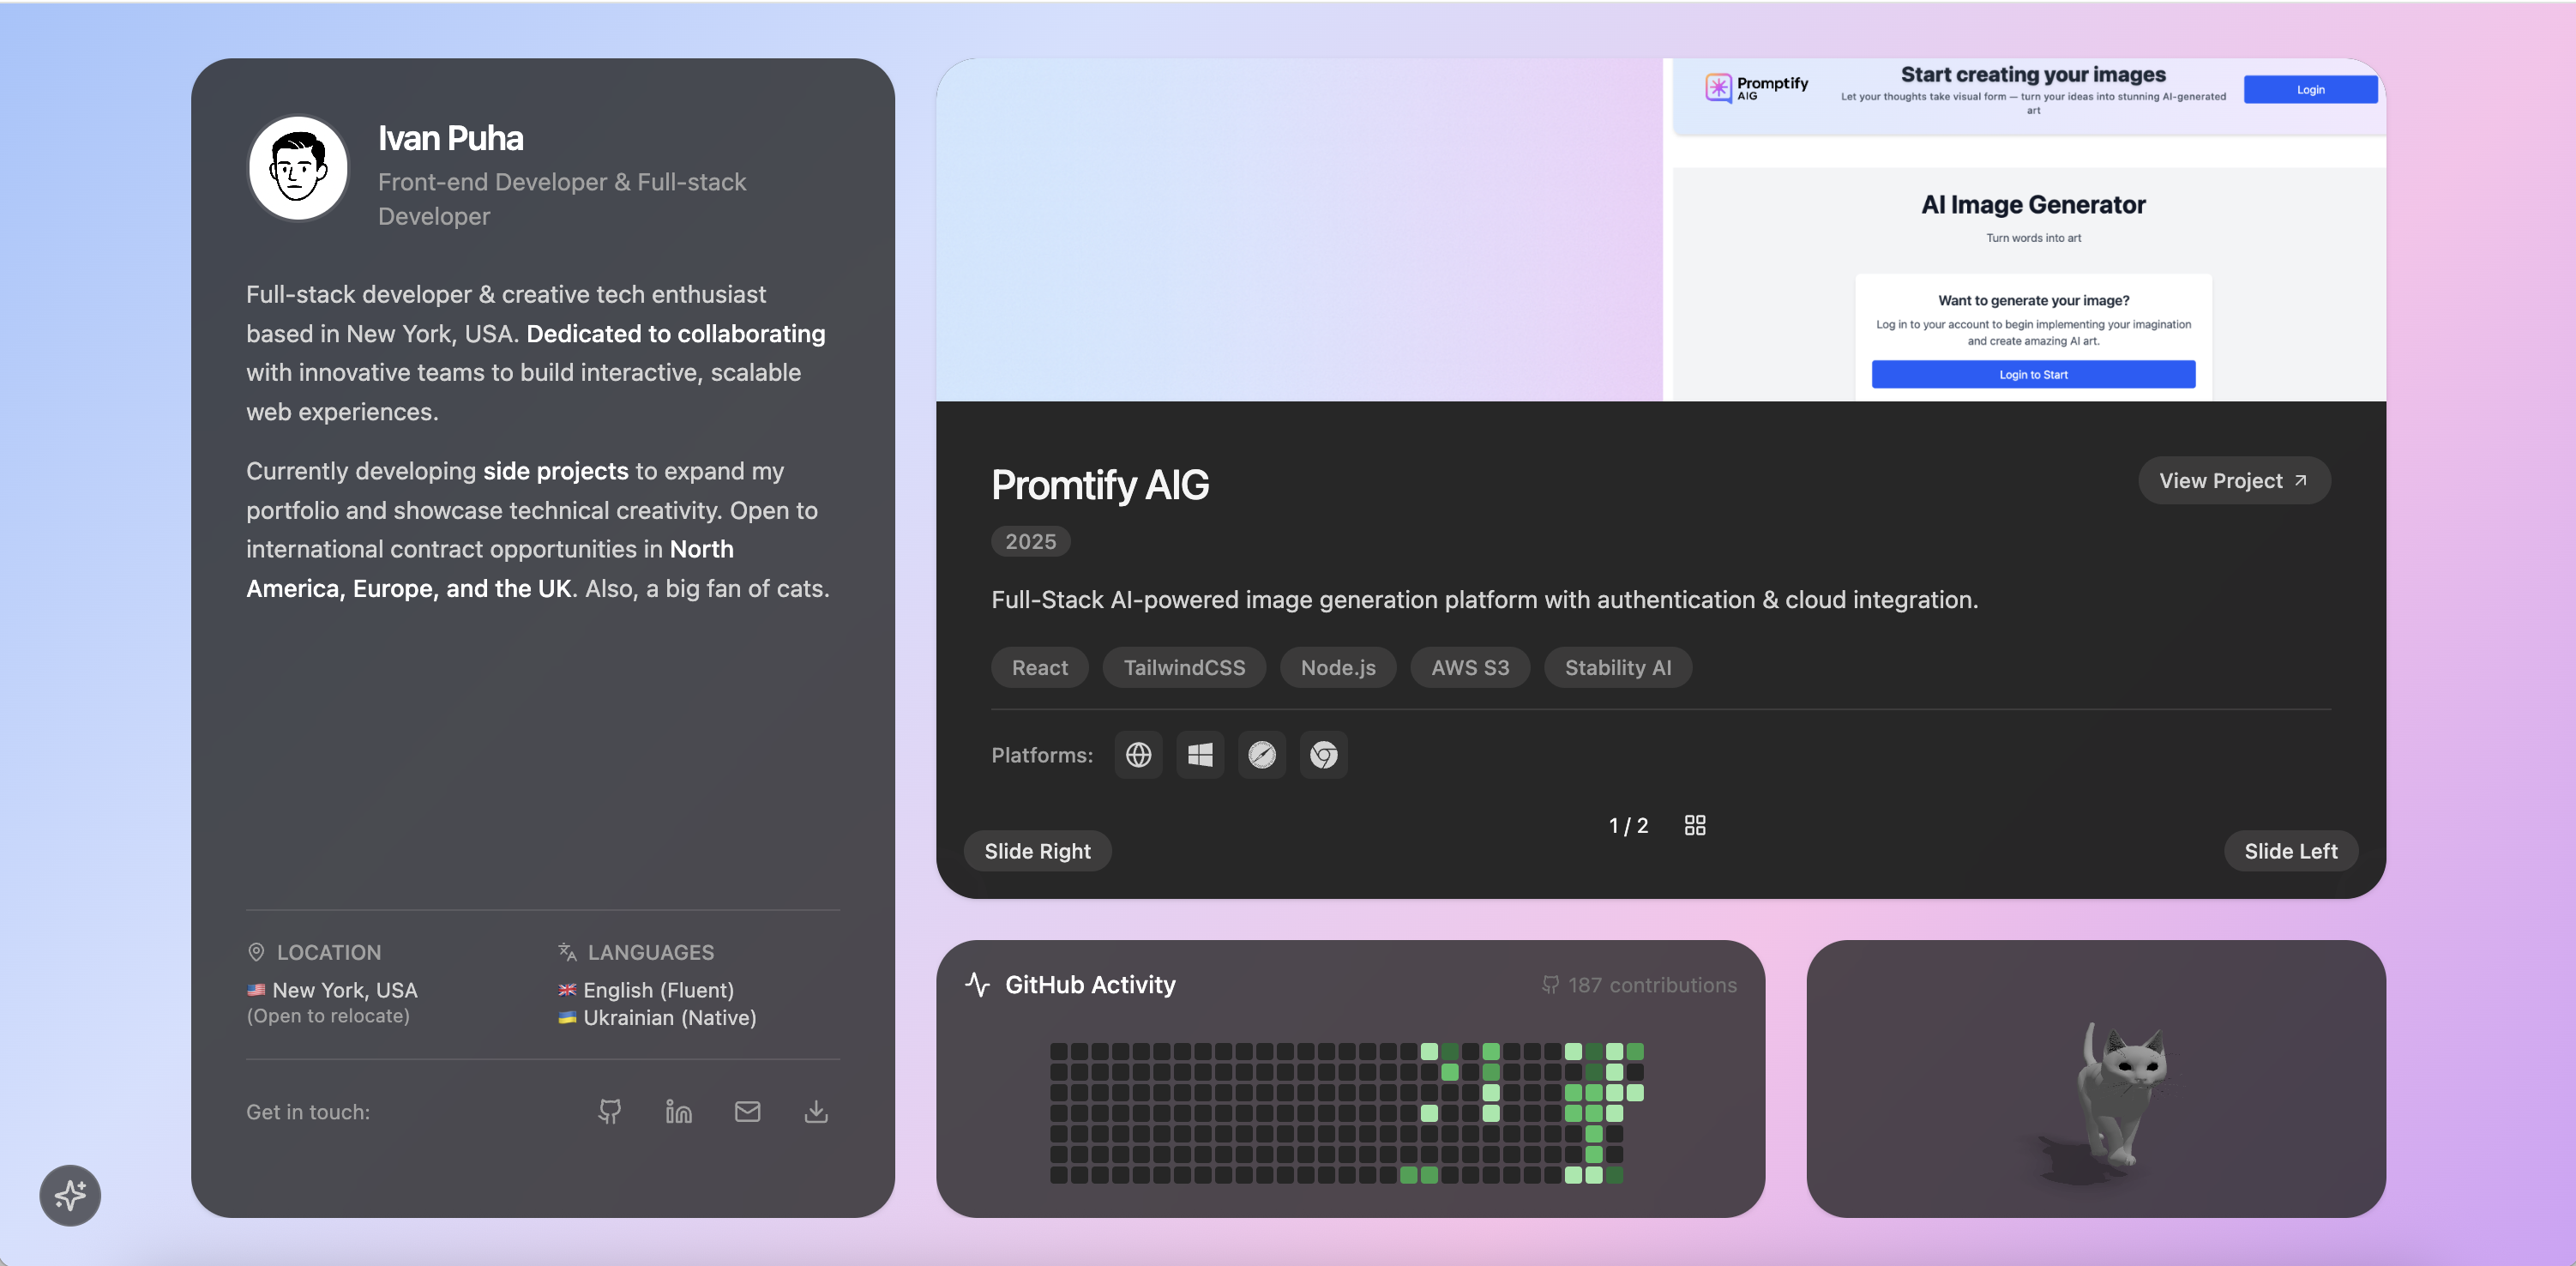 Ivan Puha
Front-end Developer & Full-stack
Developer
Full-stack developer & creative tech enthusiast
based in New York, USA. Dedicated to collaborating
with innovative teams to build interactive, scalable
web experiences.
Currently developing side projects to expand my
portfolio and showcase technical creativity. Open to
international contract opportunities in North
America, Europe, and the UK. Also, a big fan of cats.
LOCATION
🇺🇸 New York, USA
(Open to relocate)
LANGUAGES
🇬🇧 English (Fluent)
🇺🇦 Ukrainian (Native)
Get in touch:
Promptify
AIG
Start creating your images
Let your thoughts take visual form — turn your ideas into stunning AI-generated
art
Login
AI Image Generator
Turn words into art
Want to generate your image?
Log in to your account to begin implementing your imagination
and create amazing AI art.
Login to Start
Promtify AIG
View Project
2025
Full-Stack AI-powered image generation platform with authentication & cloud integration.
React TailwindCSS Node.js AWS S3 Stability AI
Platforms:
1 / 2
Slide Right
Slide Left
GitHub Activity
187 contributions